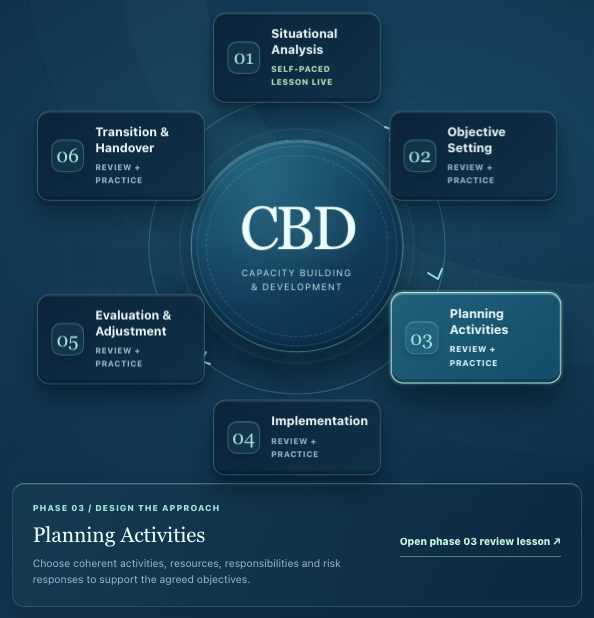 01
Situational
Analysis
SELF-PACED
LESSON LIVE
06
Transition &
Handover
REVIEW +
PRACTICE
02
Objective
Setting
REVIEW +
PRACTICE
CBD
CAPACITY BUILDING
& DEVELOPMENT
05
Evaluation &
Adjustment
REVIEW +
PRACTICE
03
Planning
Activities
REVIEW +
PRACTICE
04
Implementation
REVIEW +
PRACTICE
PHASE 03 / DESIGN THE APPROACH
Planning Activities
Choose coherent activities, resources, responsibilities and risk
responses to support the agreed objectives.
Open phase 03 review lesson ↗